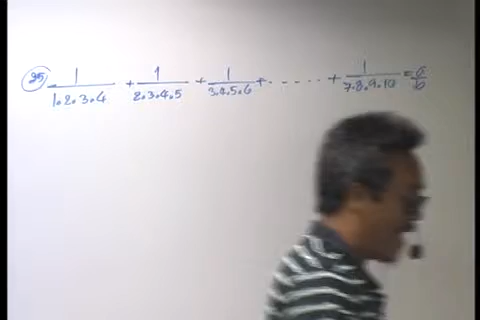 25 1/1.2.3.4 + 1/2.3.4.5 + 1/3.4.5.6 + ...... + 1/7.8.9.10 = a/b